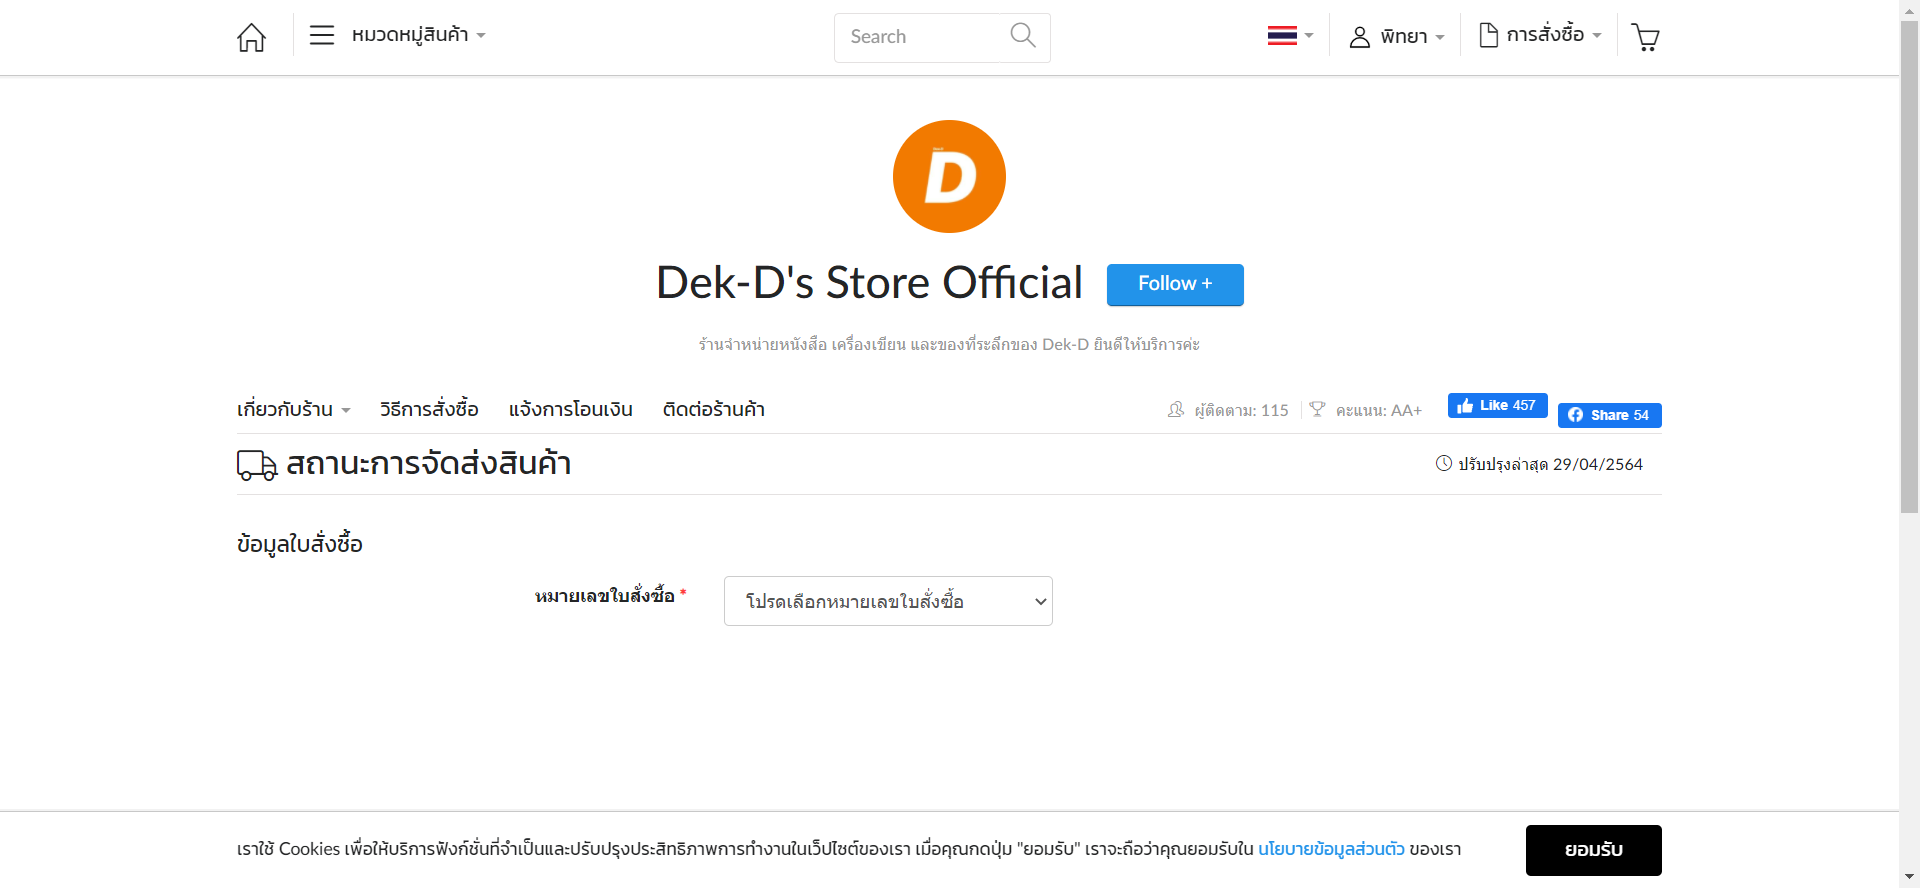 หมวดหมู่สินค้า
Search
พิทยา
การสั่งซื้อ
D
Dek-D's Store Official
Follow +
ร้านจำหน่ายหนังสือ เครื่องเขียน และของที่ระลึกของ Dek-D ยินดีให้บริการค่ะ
เกี่ยวกับร้าน วิธีการสั่งซื้อ แจ้งการโอนเงิน ติดต่อร้านค้า
ผู้ติดตาม: 115 คะแนน: AA+
Like 457
Share 54
สถานะการจัดส่งสินค้า
ปรับปรุงล่าสุด 29/04/2564
ข้อมูลใบสั่งซื้อ
หมายเลขใบสั่งซื้อ *
โปรดเลือกหมายเลขใบสั่งซื้อ
เราใช้ Cookies เพื่อให้บริการฟังก์ชั่นที่จำเป็นและปรับปรุงประสิทธิภาพการทำงานในเว็บไซต์ของเรา เมื่อคุณกดปุ่ม "ยอมรับ" เราจะถือว่าคุณยอมรับใน นโยบายข้อมูลส่วนตัว ของเรา
ยอมรับ